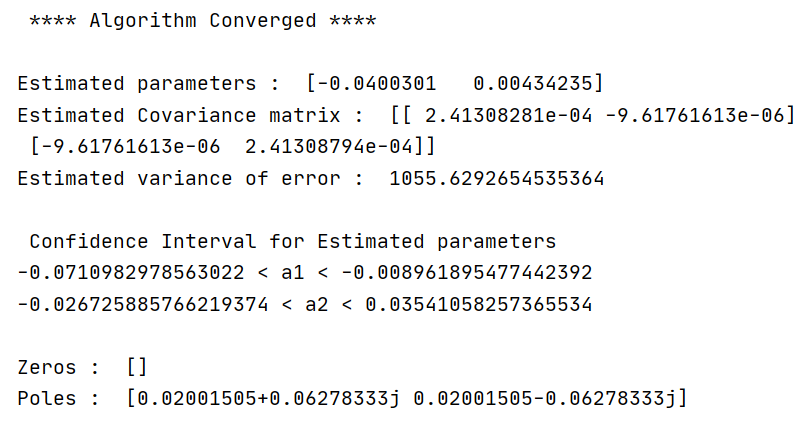 **** Algorithm Converged ****
Estimated parameters :  [-0.0400301   0.00434235]
Estimated Covariance matrix :  [[ 2.41308281e-04 -9.61761613e-06]
 [-9.61761613e-06  2.41308794e-04]]
Estimated variance of error :  1055.6292654535364
 Confidence Interval for Estimated parameters
-0.0710982978563022 < a1 < -0.008961895477442392
-0.026725885766219374 < a2 < 0.03541058257365534
Zeros :  []
Poles :  [0.02001505+0.06278333j 0.02001505-0.06278333j]